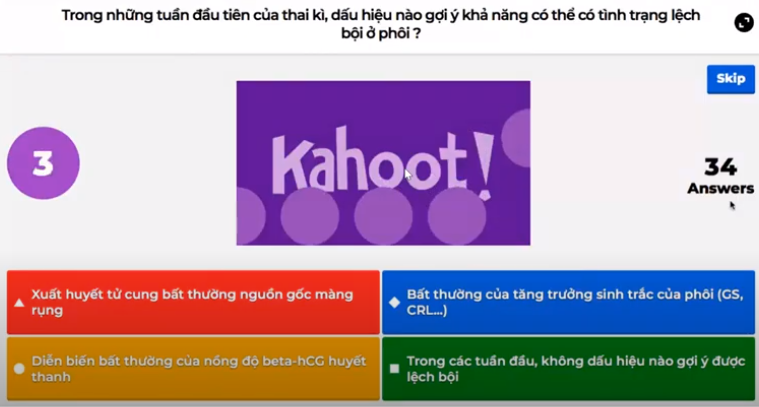 Trong những tuần đầu tiên của thai kì, dấu hiệu nào gợi ý khả năng có thể có tình trạng lệch
bội ở phôi ?
Skip
3
Kahoot!
34
Answers
Xuất huyết tử cung bất thường nguồn gốc màng
rụng
Bất thường của tăng trưởng sinh trắc của phôi (GS,
CRL...)
Diễn biến bất thường của nồng độ beta-hCG huyết
thanh
Trong các tuần đầu, không dấu hiệu nào gợi ý được
lệch bội